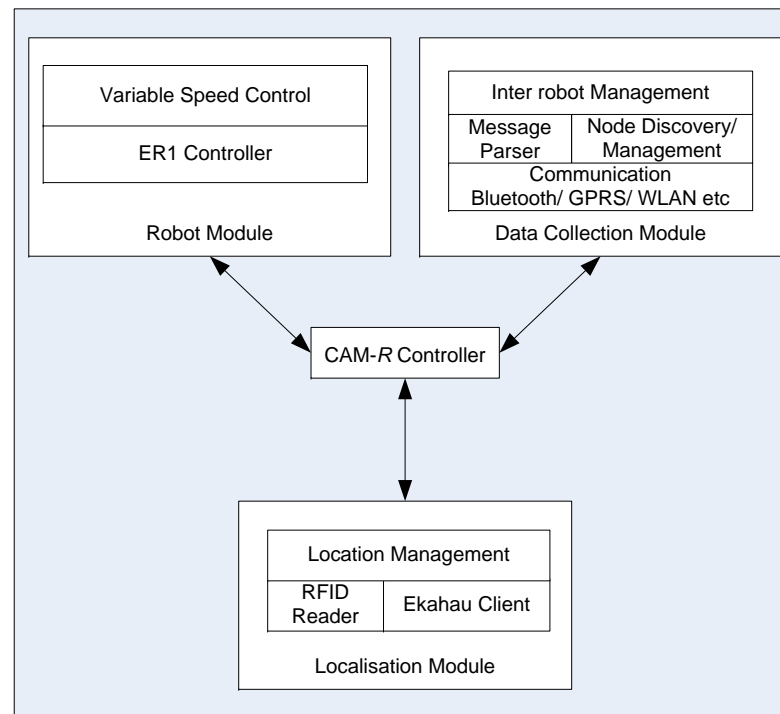 Variable Speed Control
ER1 Controller
Robot Module
Inter robot Management
Message
Parser
Node Discovery/
Management
Communication
Bluetooth/ GPRS/ WLAN etc
Data Collection Module
CAM-R Controller
Location Management
RFID
Reader
Ekahau Client
Localisation Module